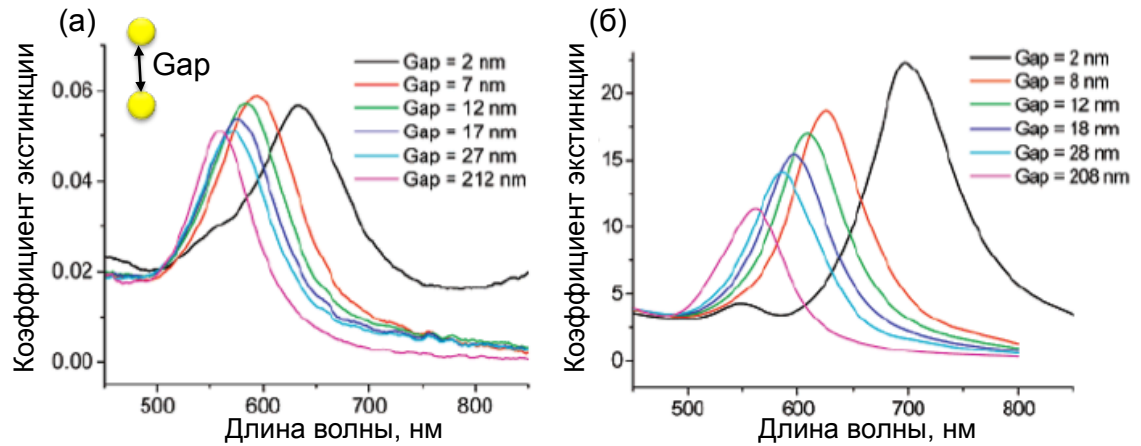 (a)
Gap
Коэффициент экстинкции
0.06
0.04
0.02
0.00
500
600
700
800
Длина волны, нм
Gap = 2 nm
Gap = 7 nm
Gap = 12 nm
Gap = 17 nm
Gap = 27 nm
Gap = 212 nm
(б)
Коэффициент экстинкции
20
15
10
5
0
500
600
700
800
Длина волны, нм
Gap = 2 nm
Gap = 8 nm
Gap = 12 nm
Gap = 18 nm
Gap = 28 nm
Gap = 208 nm